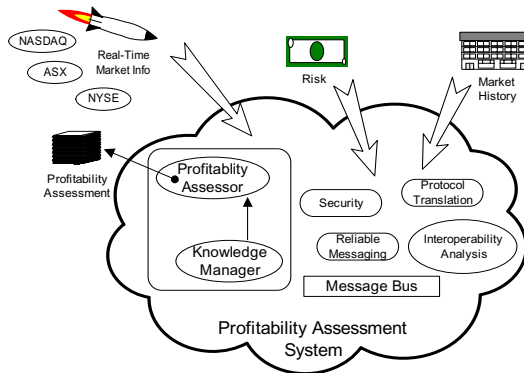 NASDAQ
ASX
NYSE
Real-Time
Market Info
Risk
Market
History
Profitability
Assessment
Profitablity
Assessor
Knowledge
Manager
Security
Protocol
Translation
Reliable
Messaging
Interoperability
Analysis
Message Bus
Profitability Assessment
System